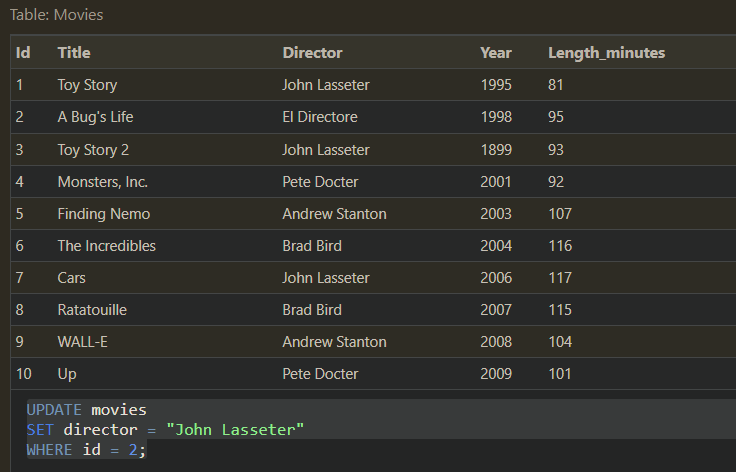 Table: Movies
Id Title Director Year Length_minutes
1 Toy Story John Lasseter 1995 81
2 A Bug's Life El Directore 1998 95
3 Toy Story 2 John Lasseter 1899 93
4 Monsters, Inc. Pete Docter 2001 92
5 Finding Nemo Andrew Stanton 2003 107
6 The Incredibles Brad Bird 2004 116
7 Cars John Lasseter 2006 117
8 Ratatouille Brad Bird 2007 115
9 WALL-E Andrew Stanton 2008 104
10 Up Pete Docter 2009 101
UPDATE movies
SET director = "John Lasseter"
WHERE id = 2;